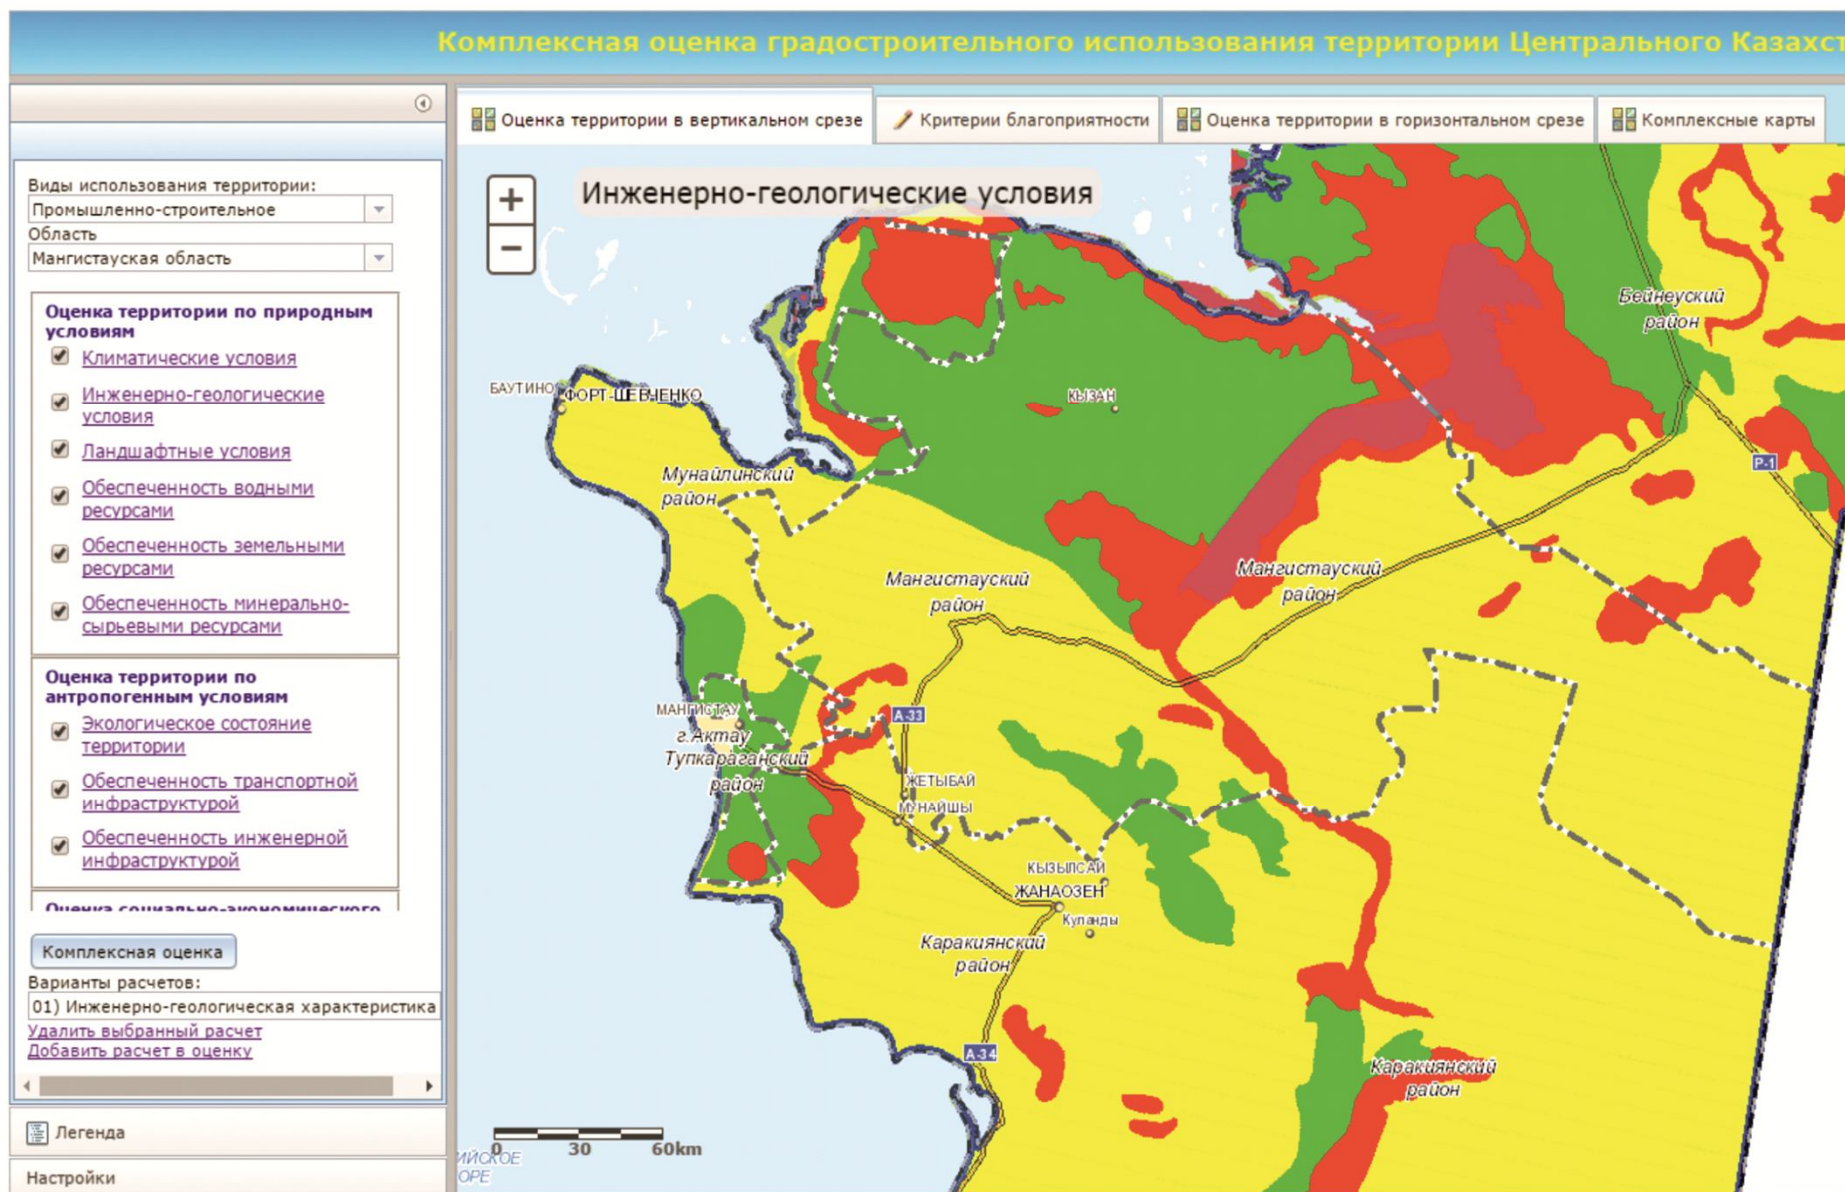 Комплексная оценка градостроительного использования территории Центрального Казахст
Оценка территории в вертикальном срезе
Критерии благоприятности
Оценка территории в горизонтальном срезе
Комплексные карты
Виды использования территории:
Промышленно-строительное
Область
Мангистауская область
Оценка территории по природным
условиям
Климатические условия
Инженерно-геологические
условия
Ландшафтные условия
Обеспеченность водными
ресурсами
Обеспеченность земельными
ресурсами
Обеспеченность минерально-
сырьевыми ресурсами
Оценка территории по
антропогенным условиям
Экологическое состояние
территории
Обеспеченность транспортной
инфраструктурой
Обеспеченность инженерной
инфраструктурой
Оценка социально-экономического
Комплексная оценка
Варианты расчетов:
01) Инженерно-геологическая характеристика
Удалить выбранный расчет
Добавить расчет в оценку
Легенда
Настройки
+
−
Инженерно-геологические условия
Бейнеуский
район
БАУТИНО
ФОРТ-ШЕВЧЕНКО
КЫЗАН
Мунайлинский
район
Р-1
Мангистауский
район
Мангистауский
район
МАНГИСТАУ
г.Актау
А-33
Тупкараганский
район
ЖЕТЫБАЙ
МУНАЙШЫ
КЫЗЫЛСАЙ
ЖАНАОЗЕН
Куланды
Каракиянский
район
А-34
Каракиянский
район
0 30 60km
ИЙСКОЕ
ОРЕ